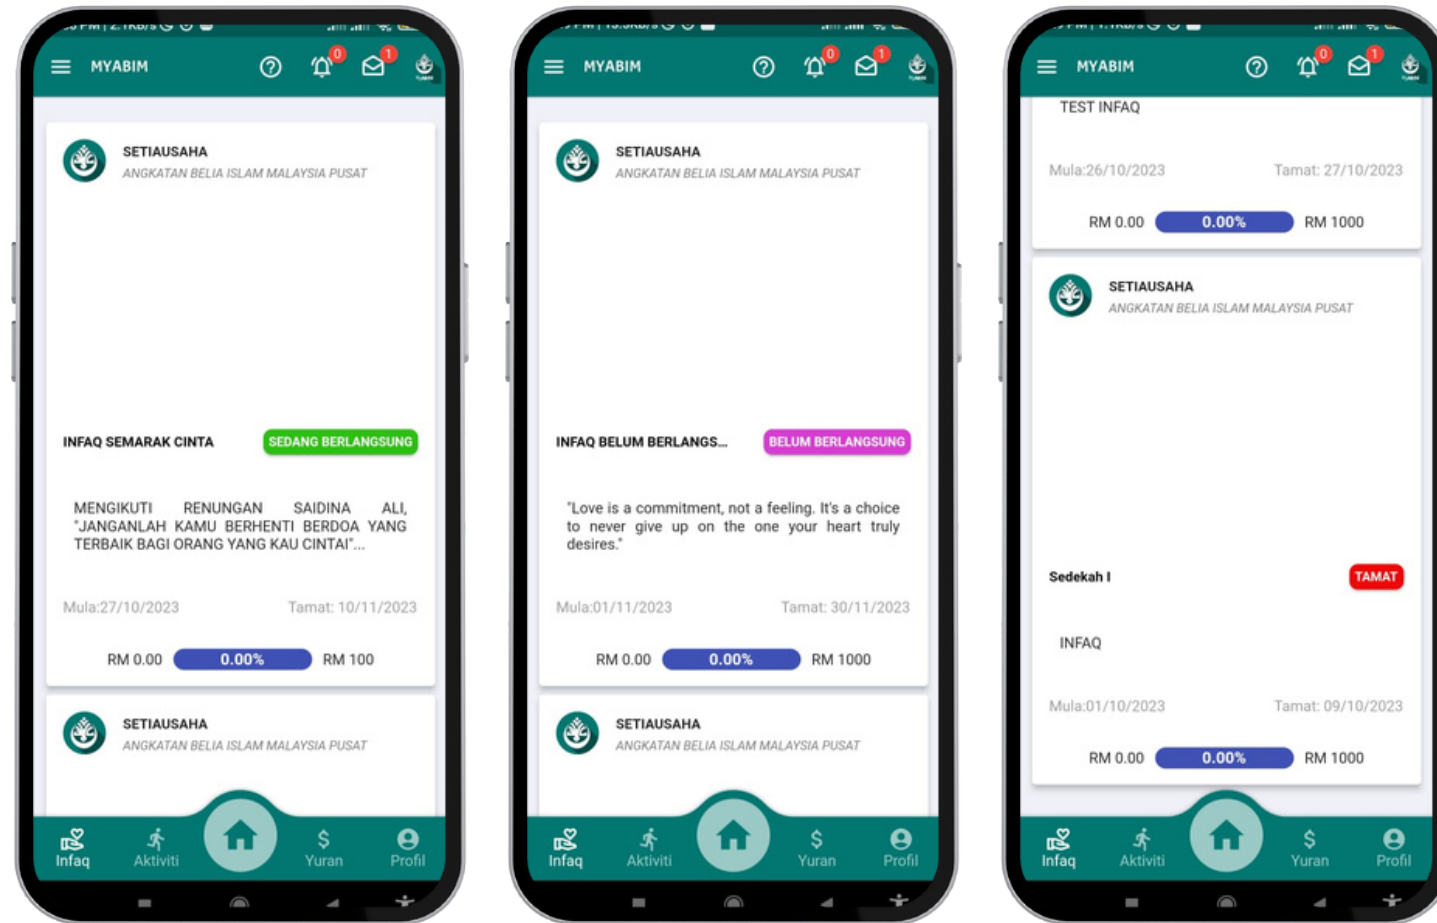 MYABIM
0
1
SETIAUSAHA
ANGKATAN BELIA ISLAM MALAYSIA PUSAT
INFAQ SEMARAK CINTA
SEDANG BERLANGSUNG
MENGIKUTI RENUNGAN SAIDINA ALI,
"JANGANLAH KAMU BERHENTI BERDOA YANG
TERBAIK BAGI ORANG YANG KAU CINTAI"...
Mula:27/10/2023
Tamat: 10/11/2023
RM 0.00
0.00%
RM 100
SETIAUSAHA
ANGKATAN BELIA ISLAM MALAYSIA PUSAT
Infaq
Aktiviti
Yuran
Profil
MYABIM
0
1
SETIAUSAHA
ANGKATAN BELIA ISLAM MALAYSIA PUSAT
INFAQ BELUM BERLANGS...
BELUM BERLANGSUNG
"Love is a commitment, not a feeling. It's a choice
to never give up on the one your heart truly
desires."
Mula:01/11/2023
Tamat: 30/11/2023
RM 0.00
0.00%
RM 1000
SETIAUSAHA
ANGKATAN BELIA ISLAM MALAYSIA PUSAT
Infaq
Aktiviti
Yuran
Profil
MYABIM
0
1
TEST INFAQ
Mula:26/10/2023
Tamat: 27/10/2023
RM 0.00
0.00%
RM 1000
SETIAUSAHA
ANGKATAN BELIA ISLAM MALAYSIA PUSAT
Sedekah I
TAMAT
INFAQ
Mula:01/10/2023
Tamat: 09/10/2023
RM 0.00
0.00%
RM 1000
Infaq
Aktiviti
Yuran
Profil